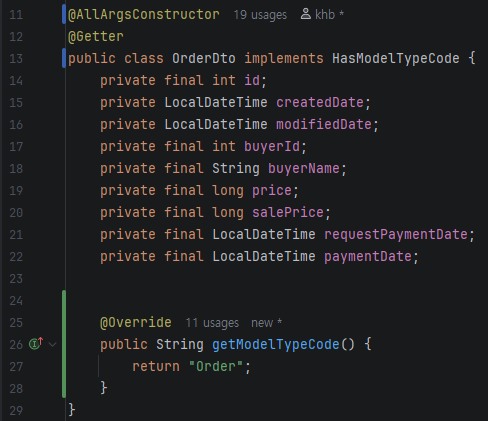 11 @AllArgsConstructor 19 usages khb *
12 @Getter
13 public class OrderDto implements HasModelTypeCode {
14 private final int id;
15 private LocalDateTime createdDate;
16 private LocalDateTime modifiedDate;
17 private final int buyerId;
18 private final String buyerName;
19 private final long price;
20 private final long salePrice;
21 private final LocalDateTime requestPaymentDate;
22 private final LocalDateTime paymentDate;
23
24
25 @Override 11 usages new *
26 public String getModelTypeCode() {
27 return "Order";
28 }
29 }